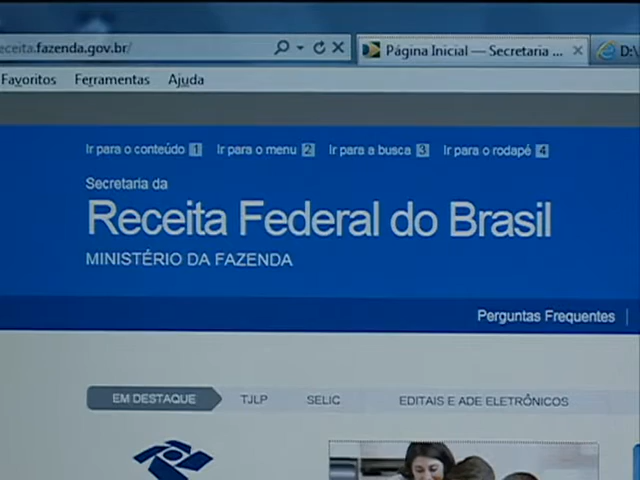 eceita.fazenda.gov.br/
Página Inicial — Secretaria ...
D:\
Favoritos Ferramentas Ajuda
Ir para o conteúdo 1 Ir para o menu 2 Ir para a busca 3 Ir para o rodapé 4
Secretaria da
Receita Federal do Brasil
MINISTÉRIO DA FAZENDA
Perguntas Frequentes
EM DESTAQUE TJLP SELIC EDITAIS E ADE ELETRÔNICOS